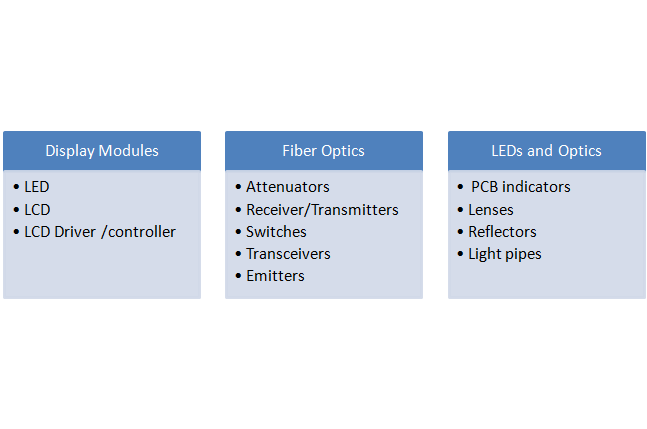 Display Modules
• LED
• LCD
• LCD Driver /controller
Fiber Optics
• Attenuators
• Receiver/Transmitters
• Switches
• Transceivers
• Emitters
LEDs and Optics
• PCB indicators
• Lenses
• Reflectors
• Light pipes